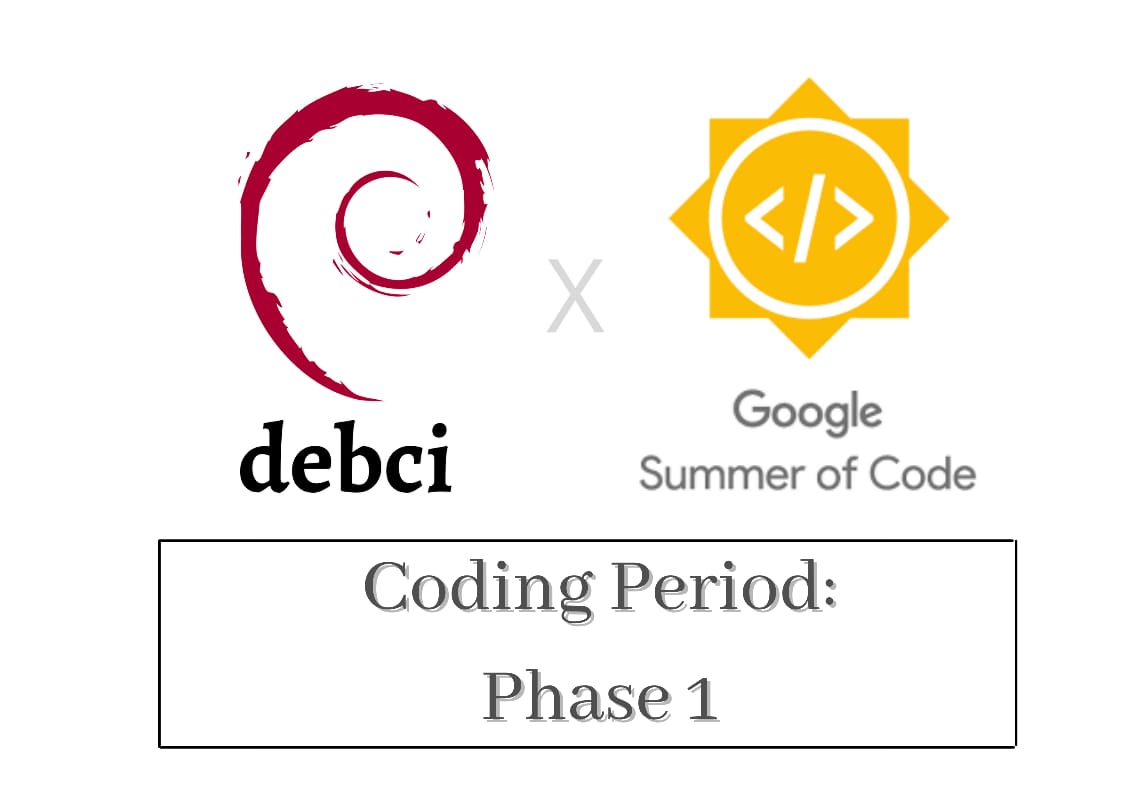 </>
X
debci
Google
Summer of Code
Coding Period:
Phase 1